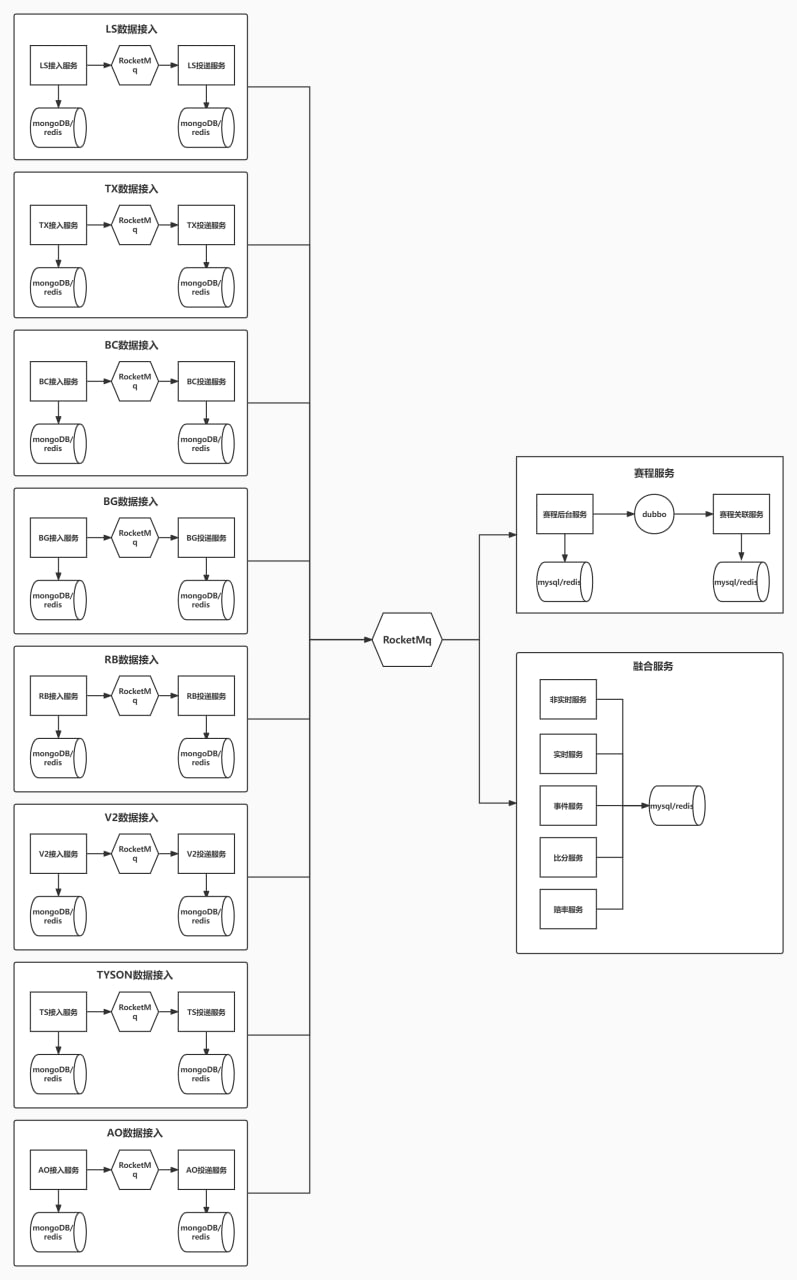 LS数据接入
LS接入服务
RocketM
q
LS投递服务
mongoDB/
redis
mongoDB/
redis
TX数据接入
TX接入服务
RocketM
q
TX投递服务
mongoDB/
redis
mongoDB/
redis
BC数据接入
BC接入服务
RocketM
q
BC投递服务
mongoDB/
redis
mongoDB/
redis
BG数据接入
BG接入服务
RocketM
q
BG投递服务
mongoDB/
redis
mongoDB/
redis
RB数据接入
RB接入服务
RocketM
q
RB投递服务
mongoDB/
redis
mongoDB/
redis
V2数据接入
V2接入服务
RocketM
q
V2投递服务
mongoDB/
redis
mongoDB/
redis
TYSON数据接入
TS接入服务
RocketM
q
TS投递服务
mongoDB/
redis
mongoDB/
redis
AO数据接入
AO接入服务
RocketM
q
AO投递服务
mongoDB/
redis
mongoDB/
redis
RocketMq
赛程服务
赛程后台服务
dubbo
赛程关联服务
mysql/redis
mysql/redis
融合服务
非实时服务
实时服务
事件服务
比分服务
赔率服务
mysql/redis